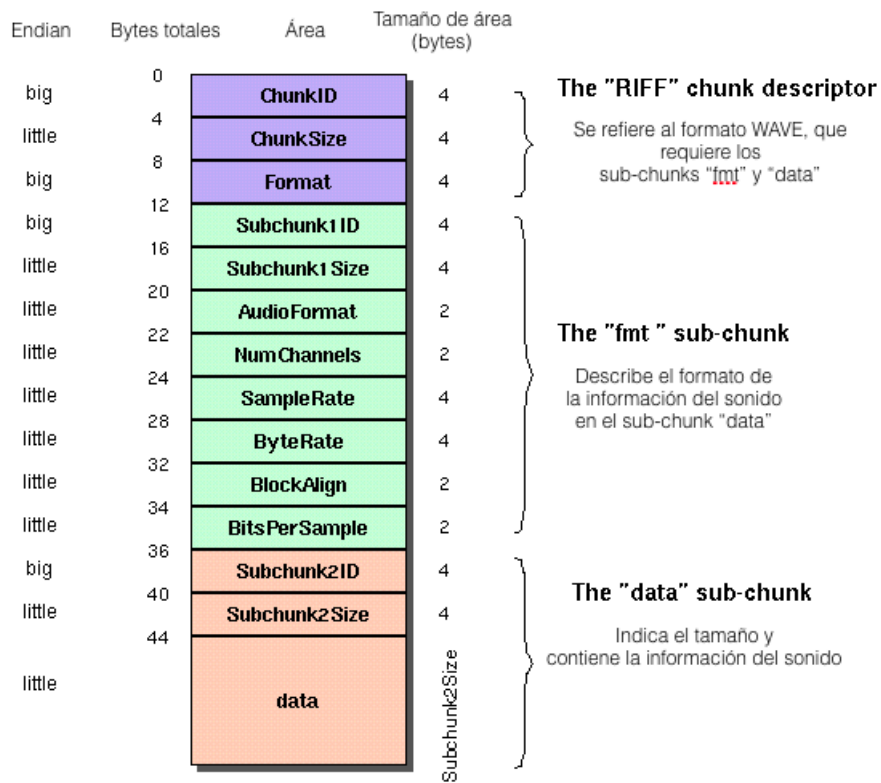 Endian Bytes totales Área Tamaño de área
(bytes)
0
big ChunkID 4
4
little ChunkSize 4
8
big Format 4
12
The "RIFF" chunk descriptor
Se refiere al formato WAVE, que
requiere los
sub-chunks “fmt” y “data”
big Subchunk1ID 4
16
little Subchunk1Size 4
20
little AudioFormat 2
22
little NumChannels 2
24
little SampleRate 4
28
little ByteRate 4
32
little BlockAlign 2
34
little BitsPerSample 2
36
The "fmt " sub-chunk
Describe el formato de
la información del sonido
en el sub-chunk “data”
big Subchunk2ID 4
40
little Subchunk2Size 4
44
little data Subchunk2Size
The "data" sub-chunk
Indica el tamaño y
contiene la información del sonido